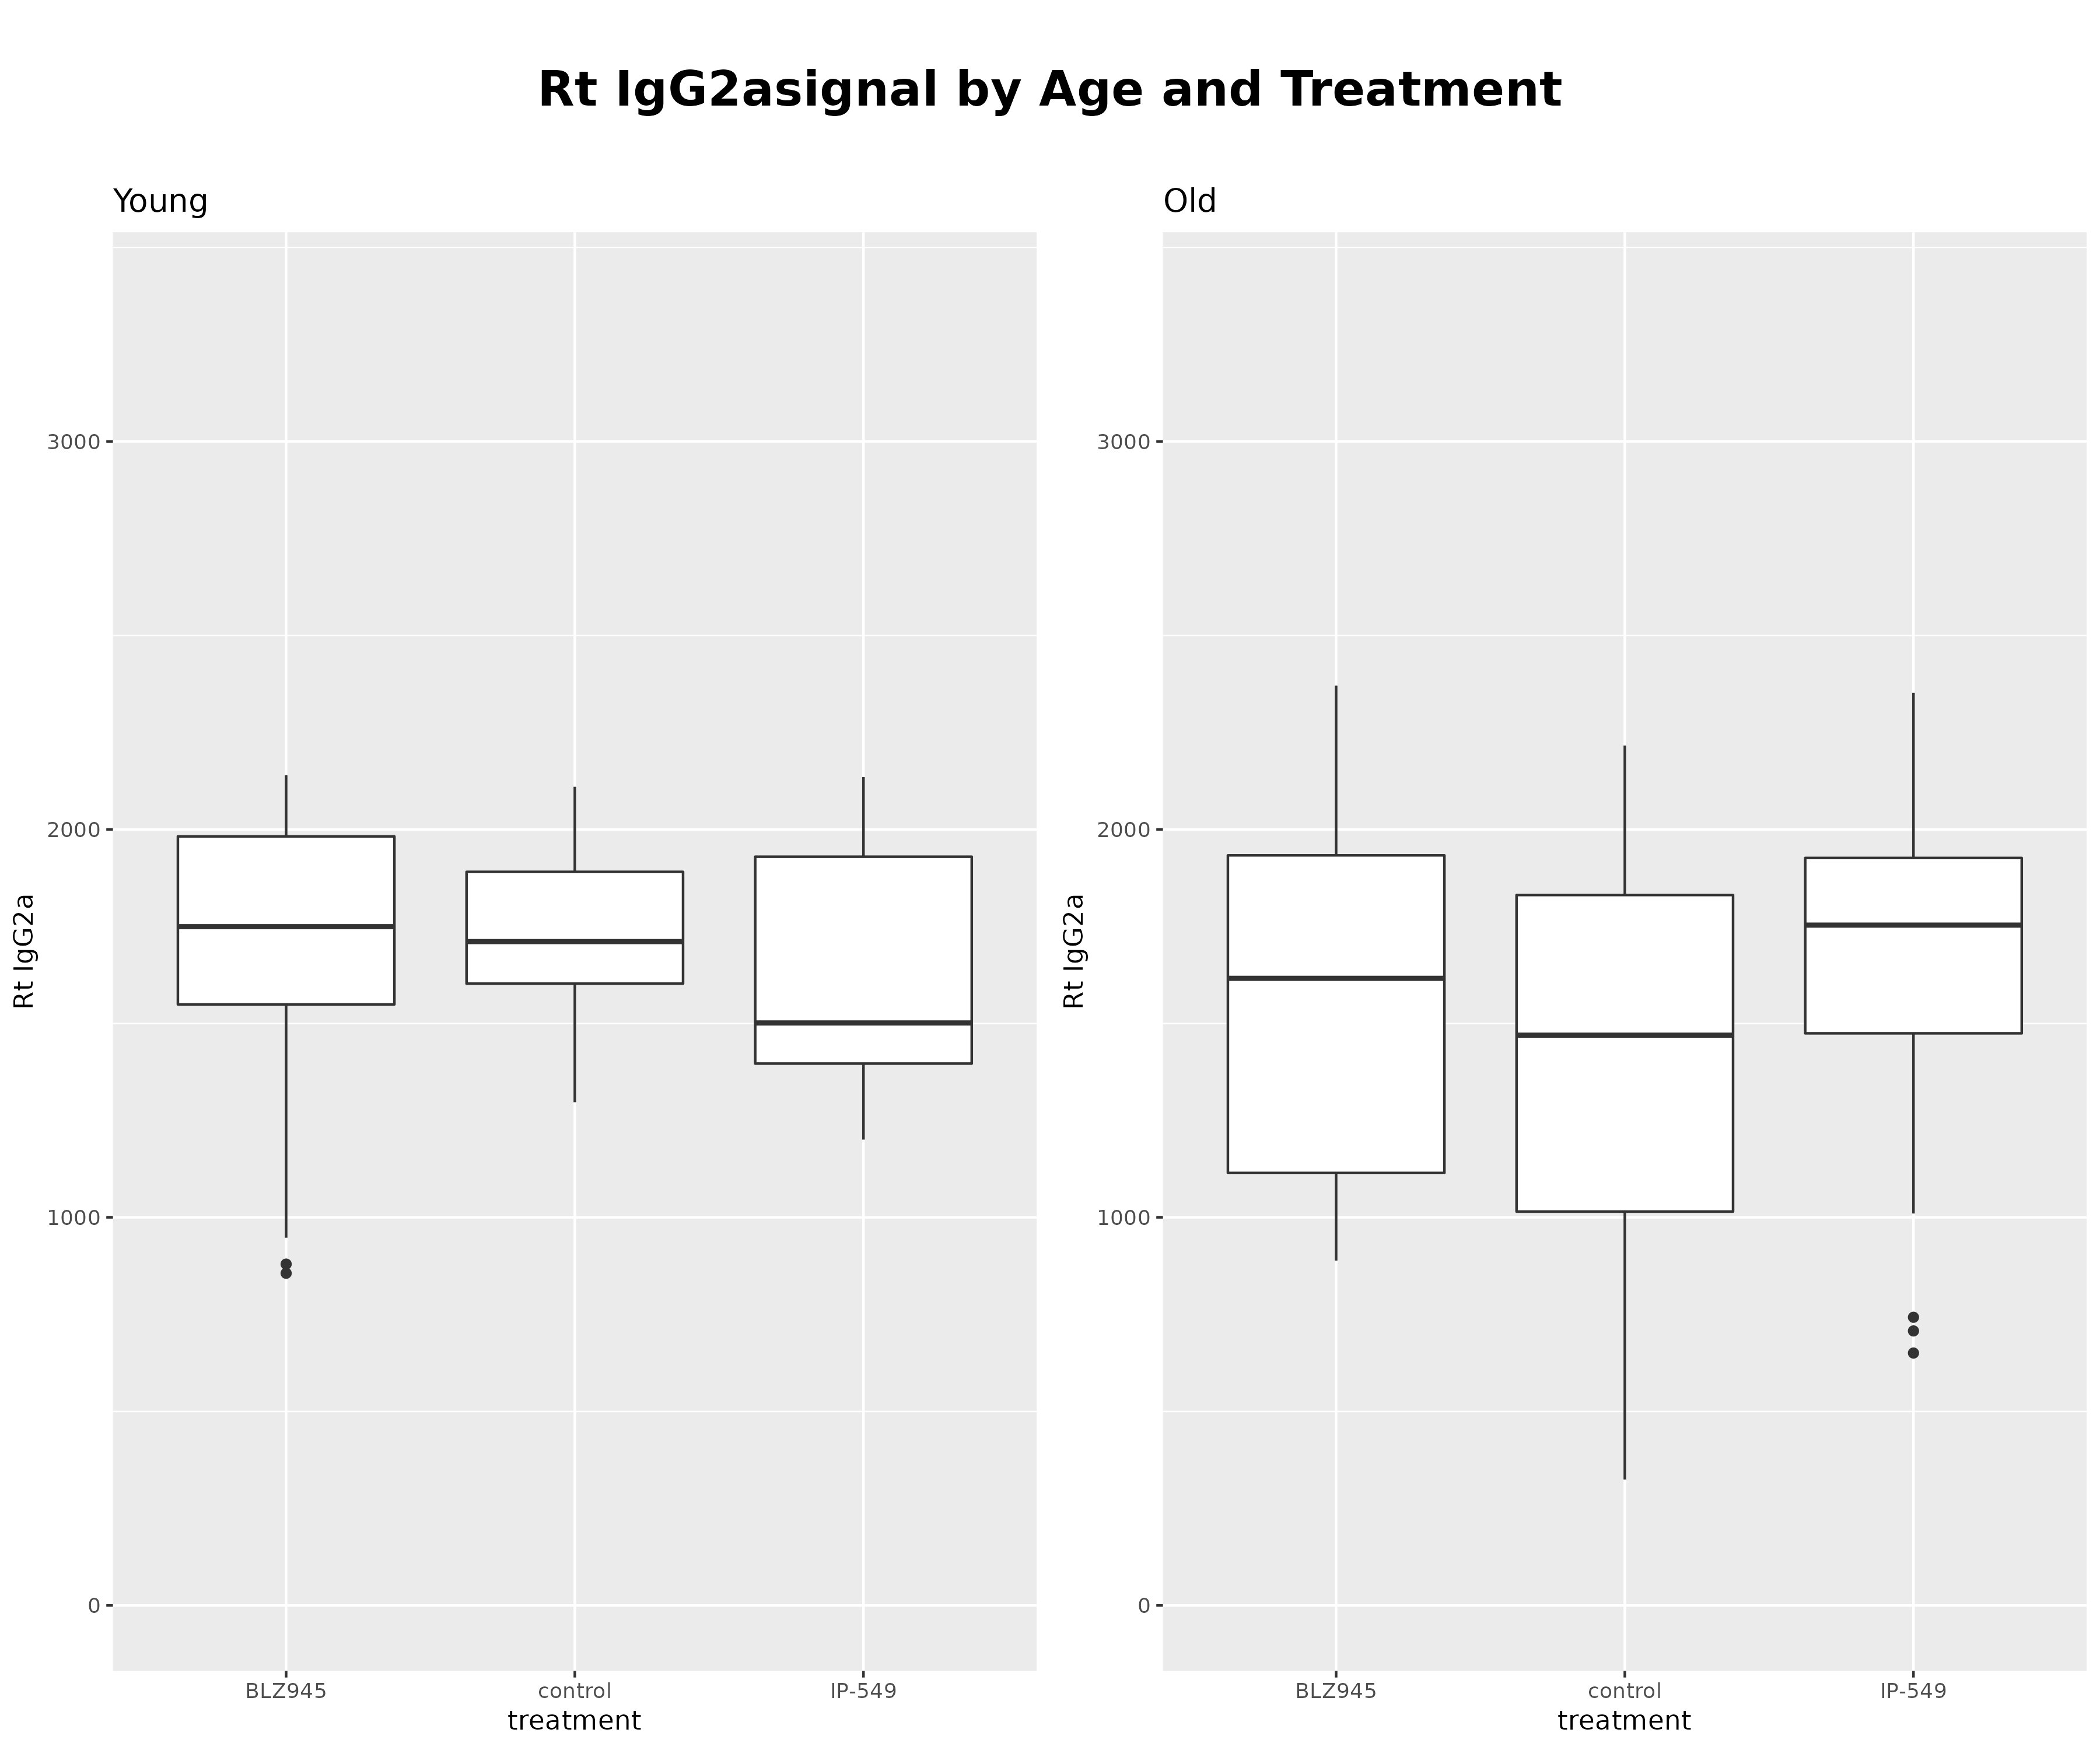 Rt IgG2asignal by Age and Treatment
Young
Rt IgG2a
3000
2000
1000
0
BLZ945 control IP-549
treatment
Old
Rt IgG2a
3000
2000
1000
0
BLZ945 control IP-549
treatment